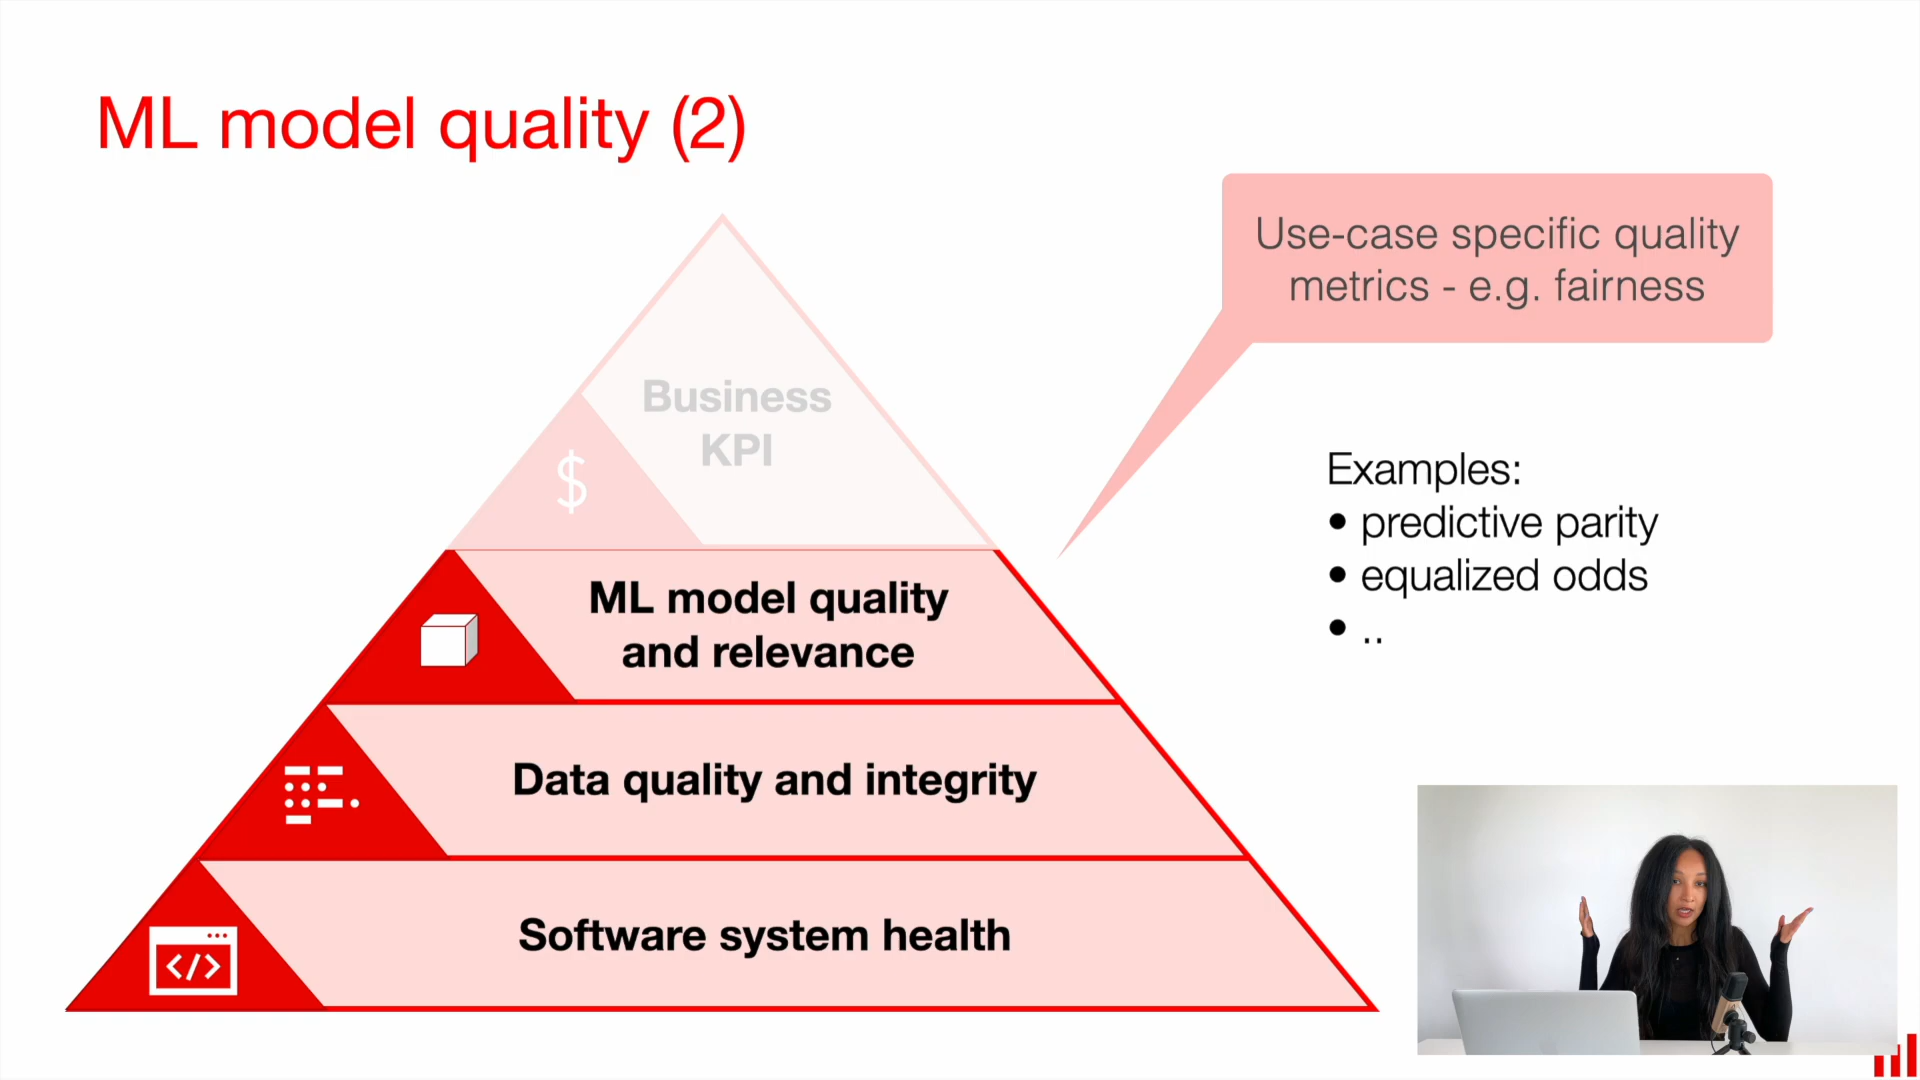 ML model quality (2)
Use-case specific quality
metrics - e.g. fairness
Business
KPI
$
Examples:
• predictive parity
• equalized odds
• ..
ML model quality
and relevance
Data quality and integrity
Software system health
</>